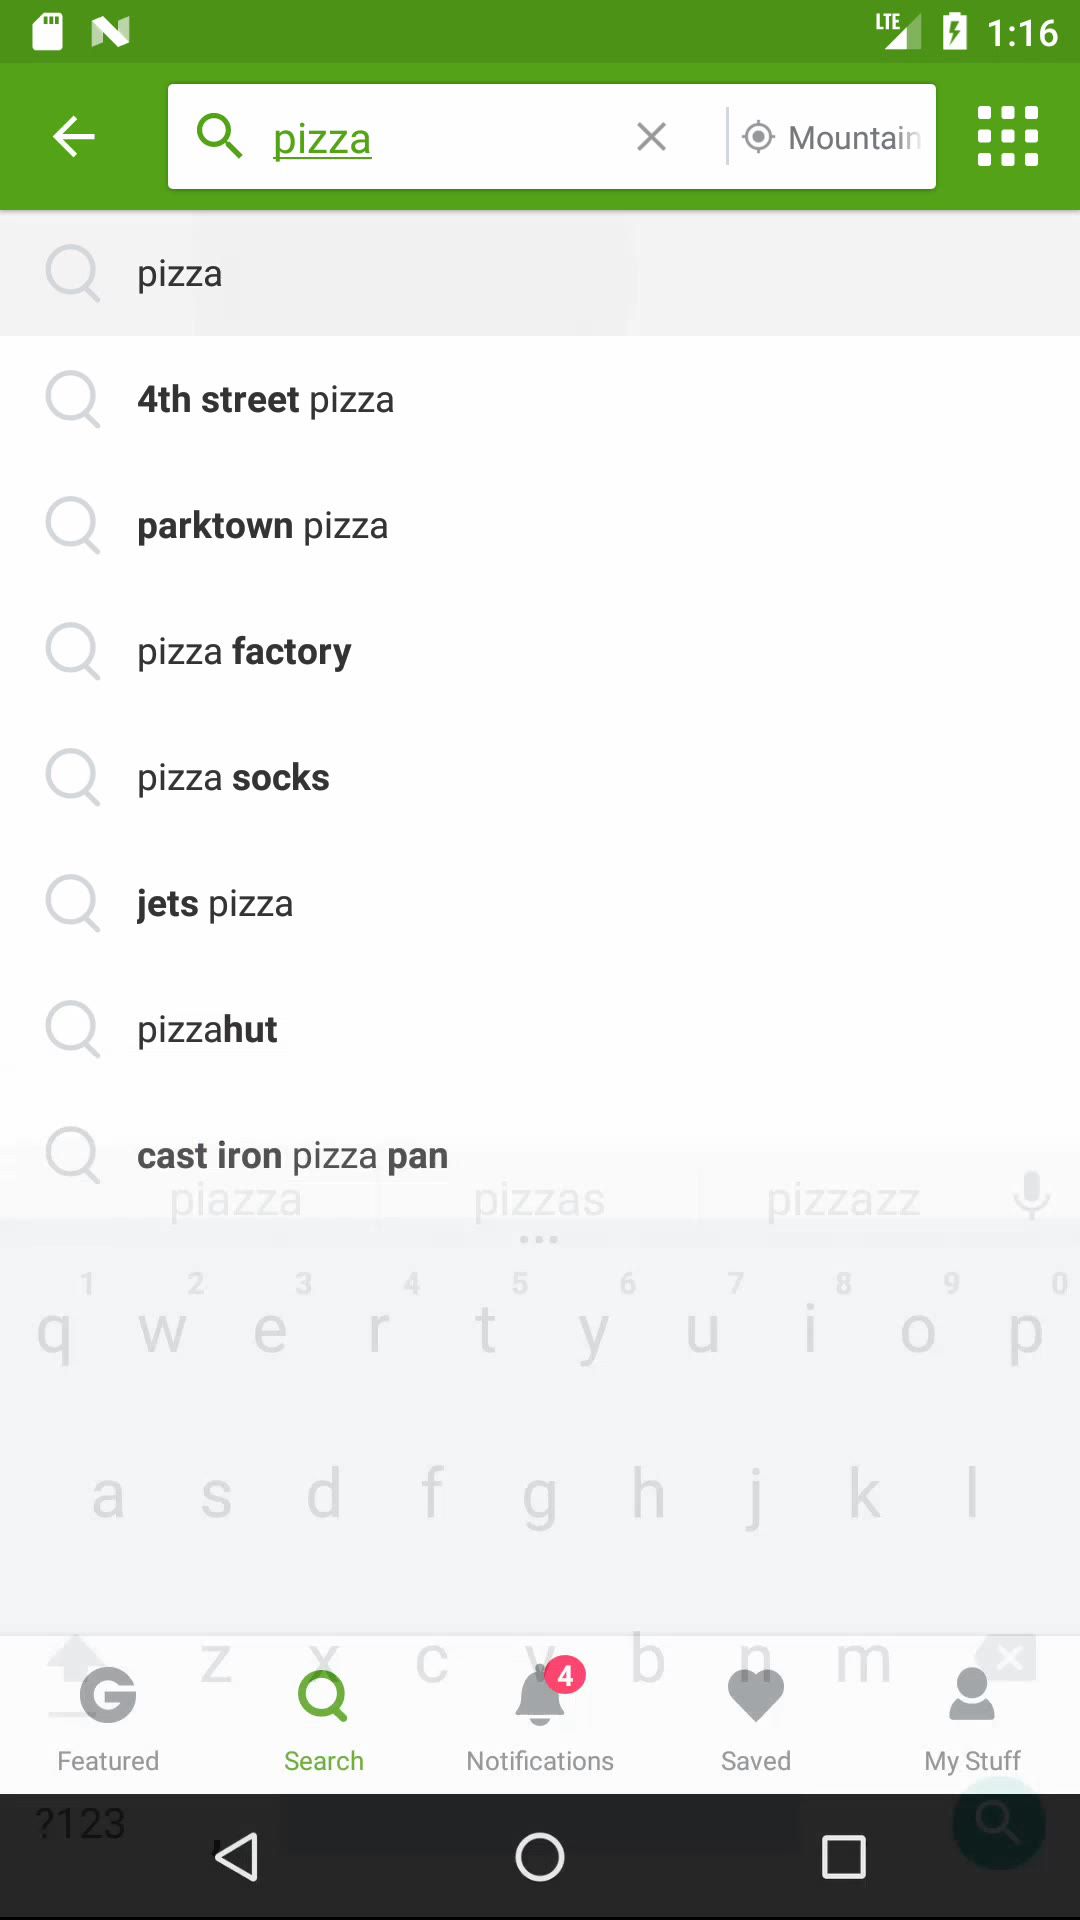 LTE 1:16
pizza Mountain
pizza
4th street pizza
parktown pizza
pizza factory
pizza socks
jets pizza
pizzahut
cast iron pizza pan
piazza pizzas pizzazz
1 2 3 4 5 6 7 8 9 0
q w e r t y u i o p
a s d f g h j k l
z x c v b n m
4
Featured Search Notifications Saved My Stuff
?123 ,